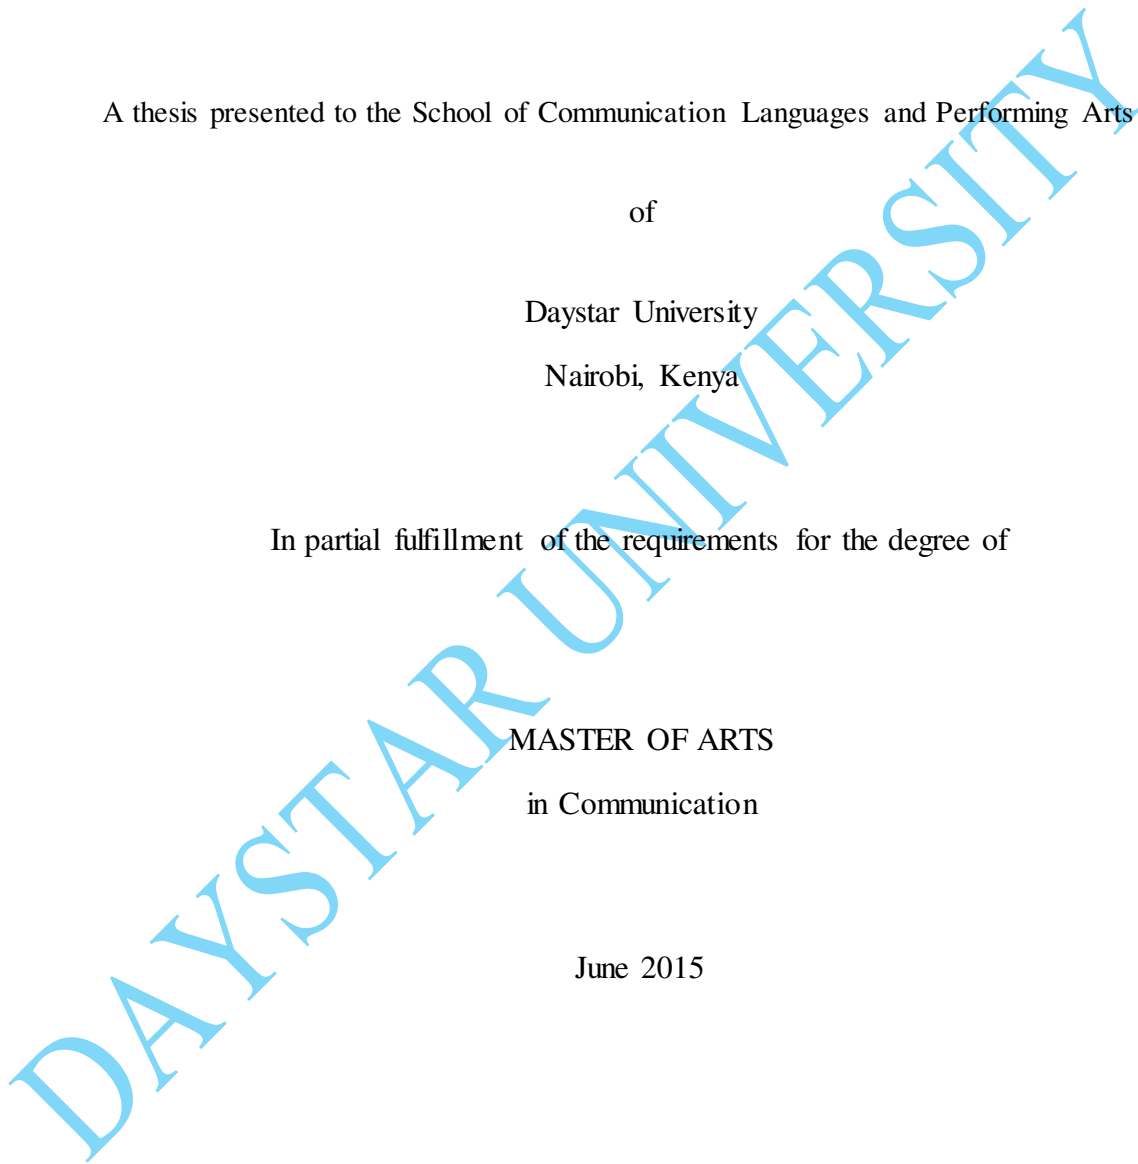 A thesis presented to the School of Communication Languages and Performing Arts
of
Daystar University
Nairobi, Kenya
In partial fulfillment of the requirements for the degree of
MASTER OF ARTS
in Communication
June 2015
DAYSTAR UNIVERSITY